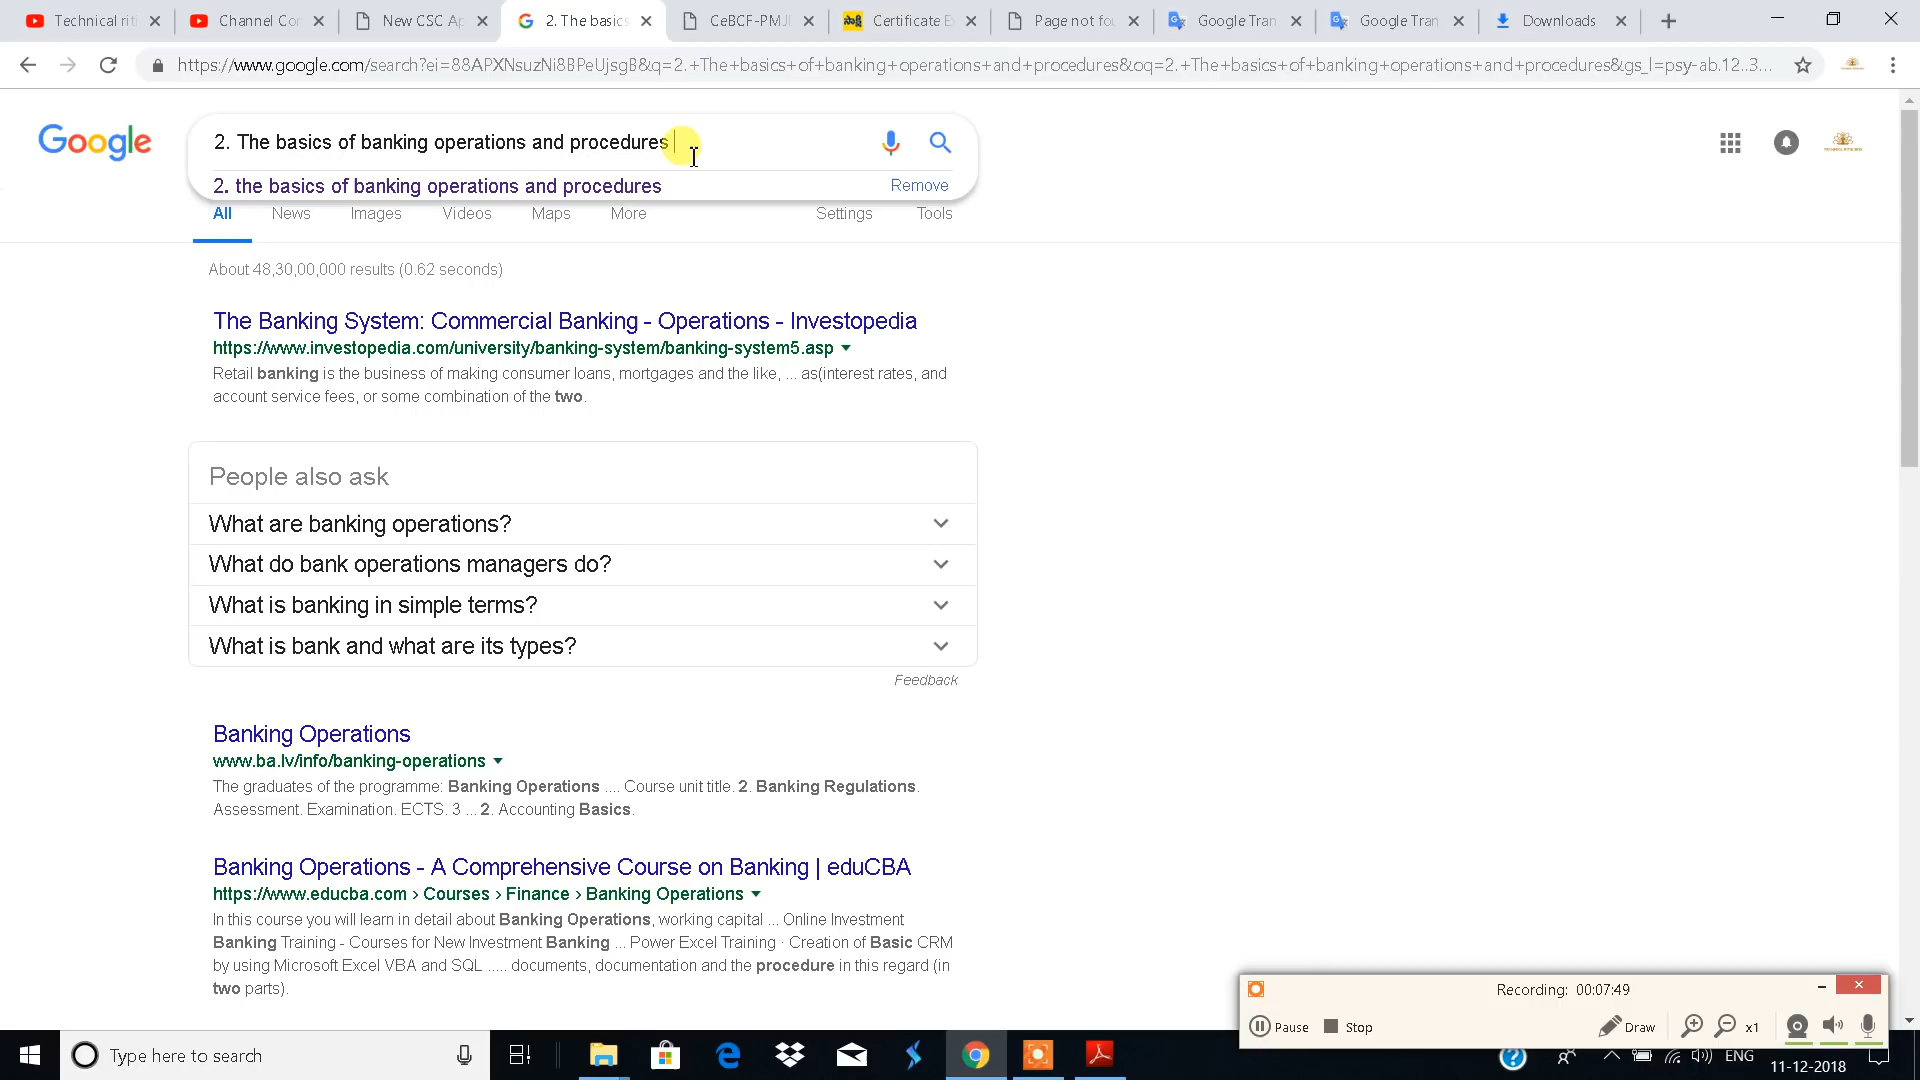 Technical rit
Channel Con
New CSC Ap
2. The basics
CeBCF-PMJ
Certificate E
Page not fou
Google Tran
Google Tran
Downloads
https://www.google.com/search?ei=88APXNsuzNi8BPeUjsgB&q=2.+The+basics+of+banking+operations+and+procedures&oq=2.+The+basics+of+banking+operations+and+procedures&gs_l=psy-ab.12..3...
Google
2. The basics of banking operations and procedures
2. the basics of banking operations and procedures
Remove
All News Images Videos Maps More Settings Tools
About 48,30,00,000 results (0.62 seconds)
The Banking System: Commercial Banking - Operations - Investopedia
https://www.investopedia.com/university/banking-system/banking-system5.asp
Retail banking is the business of making consumer loans, mortgages and the like, ... as(interest rates, and
account service fees, or some combination of the two.
People also ask
What are banking operations?
What do bank operations managers do?
What is banking in simple terms?
What is bank and what are its types?
Feedback
Banking Operations
www.ba.lv/info/banking-operations
The graduates of the programme: Banking Operations .... Course unit title. 2. Banking Regulations.
Assessment. Examination. ECTS. 3 ... 2. Accounting Basics.
Banking Operations - A Comprehensive Course on Banking | eduCBA
https://www.educba.com › Courses › Finance › Banking Operations
In this course you will learn in detail about Banking Operations, working capital ... Online Investment
Banking Training - Courses for New Investment Banking ... Power Excel Training · Creation of Basic CRM
by using Microsoft Excel VBA and SQL ..... documents, documentation and the procedure in this regard (in
two parts).
Recording: 00:07:49
Pause Stop Draw x1
Type here to search
ENG
11-12-2018